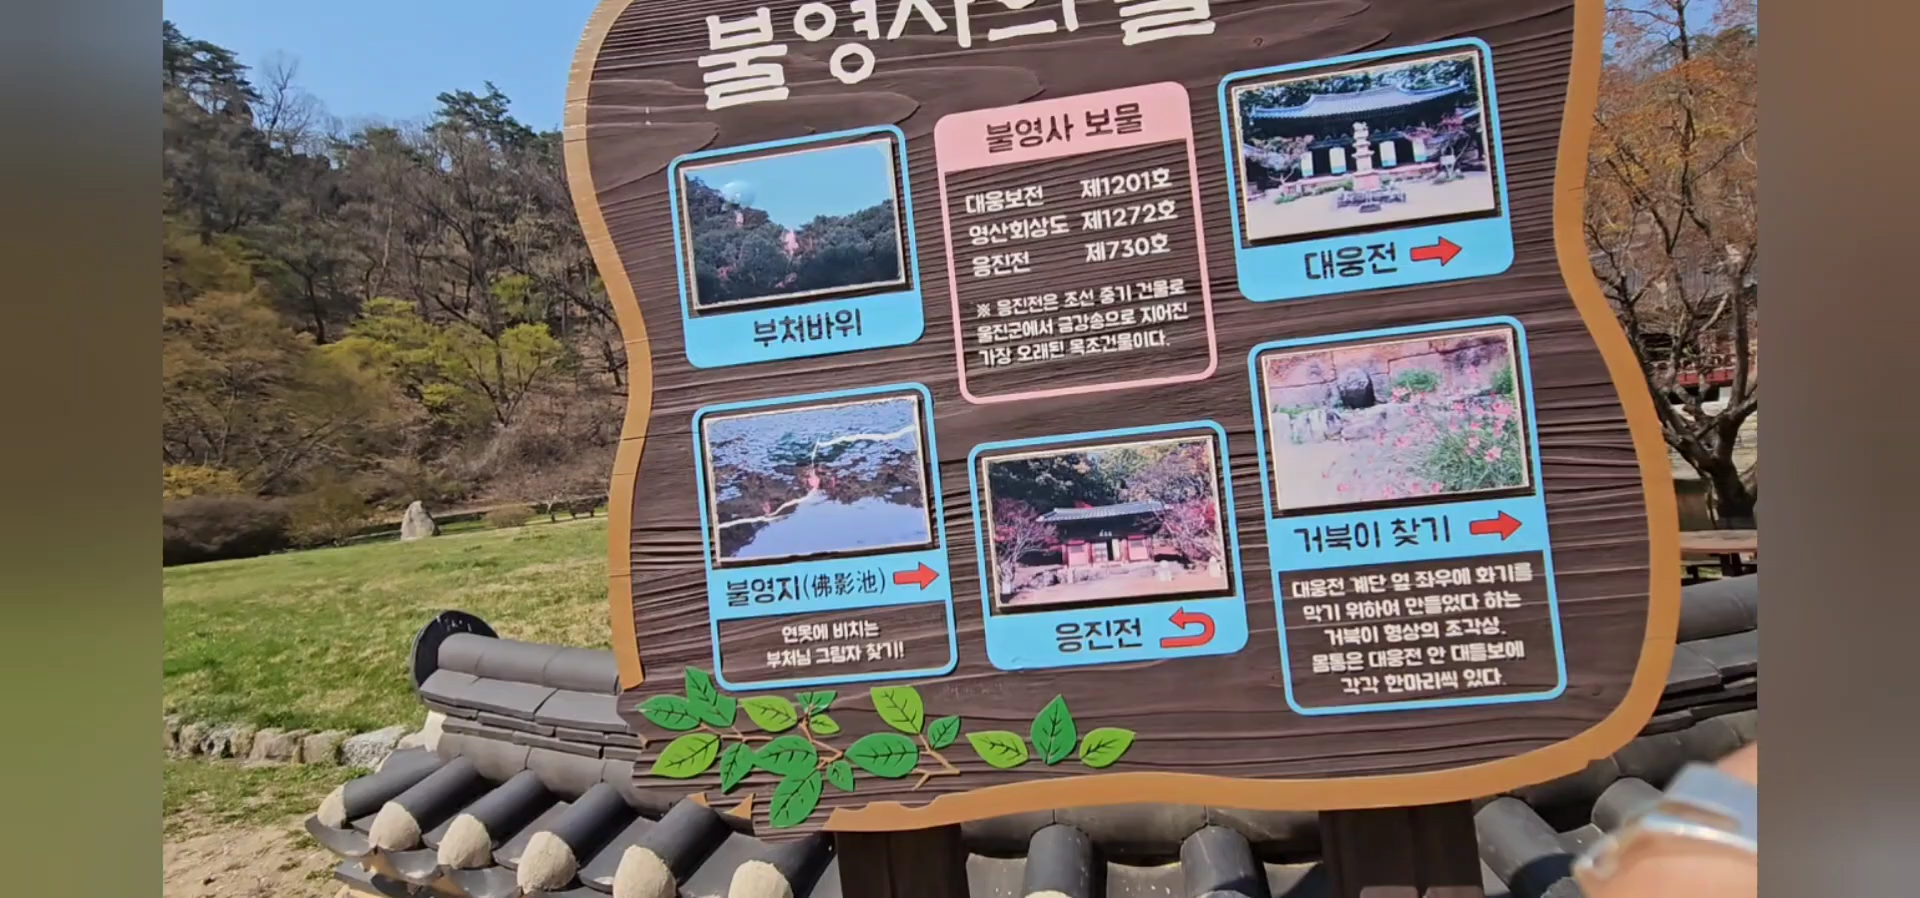 불영사의
부처바위
불영사 보물
대웅보전 제1201호
영산회상도 제1272호
응진전 제730호
※ 응진전은 조선 중기 건물로
울진군에서 금강송으로 지어진
가장 오래된 목조건물이다.
대웅전
불영지(佛影池)
연못에 비치는
부처님 그림자 찾기!
응진전
거북이 찾기
대웅전 계단 옆 좌우에 화기를
막기 위하여 만들었다 하는
거북이 형상의 조각상.
몸통은 대웅전 안 대들보에
각각 한마리씩 있다.